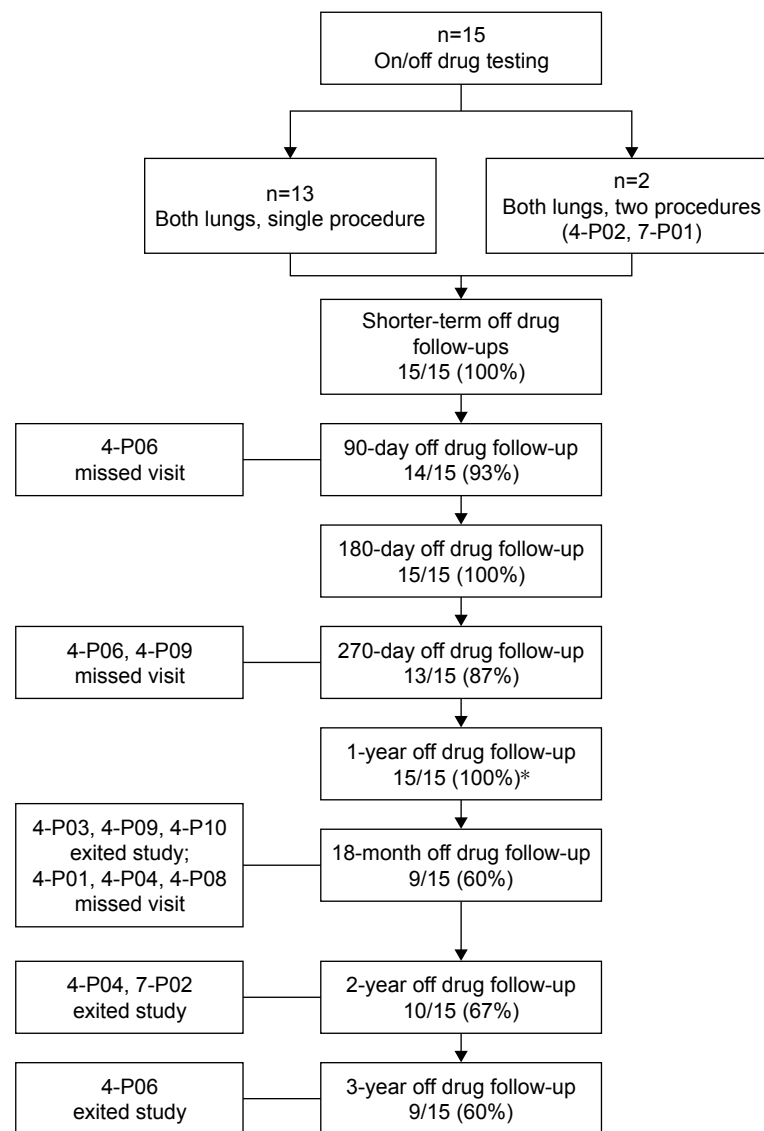 n=15
On/off drug testing
n=13
Both lungs, single procedure
n=2
Both lungs, two procedures
(4-P02, 7-P01)
Shorter-term off drug
follow-ups
15/15 (100%)
4-P06
missed visit
90-day off drug follow-up
14/15 (93%)
180-day off drug follow-up
15/15 (100%)
4-P06, 4-P09
missed visit
270-day off drug follow-up
13/15 (87%)
1-year off drug follow-up
15/15 (100%)*
4-P03, 4-P09, 4-P10
exited study;
4-P01, 4-P04, 4-P08
missed visit
18-month off drug follow-up
9/15 (60%)
4-P04, 7-P02
exited study
2-year off drug follow-up
10/15 (67%)
4-P06
exited study
3-year off drug follow-up
9/15 (60%)